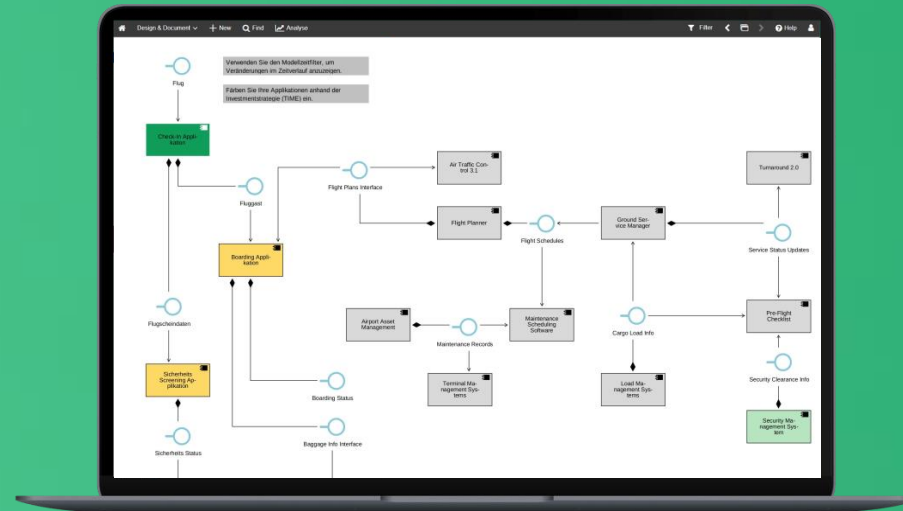 Design & Document
New
Find
Analyse
Filter
Help
Verwenden Sie den Modellzeitfilter, um
Veränderungen im Zeitverlauf anzuzeigen.
Färben Sie Ihre Applikationen anhand der
Investmentstrategie (TIME) ein.
Flug
Check-In Appli-
kation
Air Traffic Con-
trol 3.1
Turnaround 2.0
Flight Plans Interface
Fluggast
Flight Planner
Ground Ser-
vice Manager
Flight Schedules
Service Status Updates
Boarding Appli-
kation
Flugscheindaten
Airport Asset
Management
Maintenance
Scheduling
Software
Pre-Flight
Checklist
Maintenance Records
Cargo Load Info
Sicherheits
Screening Ap-
plikation
Boarding Status
Terminal Ma-
nagement Sys-
tems
Load Ma-
nagement Sys-
tems
Security Clearance Info
Security Ma-
nagement Sys-
tem
Sicherheits Status
Baggage Info Interface